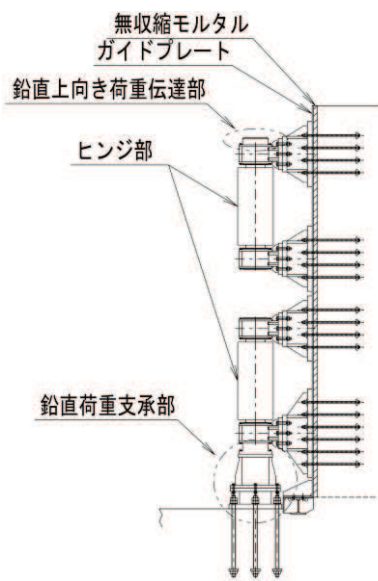 無収縮モルタル
ガイドプレート
鉛直上向き荷重伝達部
ヒンジ部
鉛直荷重支承部